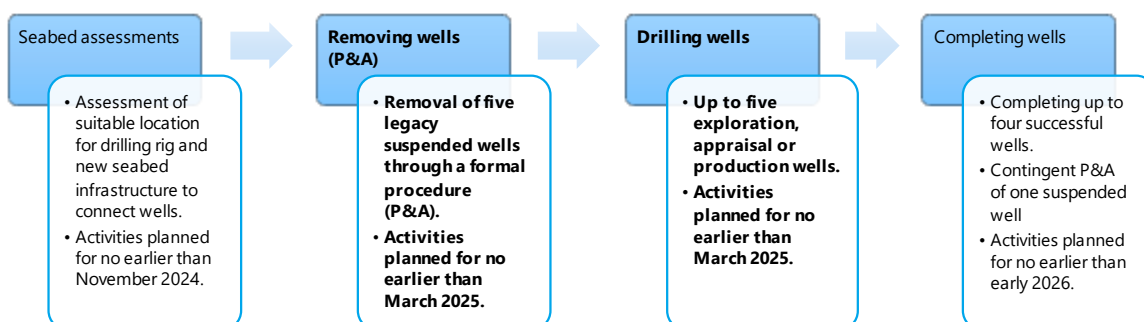 Seabed assessments
• Assessment of
suitable location
for drilling rig and
new seabed
infrastructure to
connect wells.
• Activities planned
for no earlier than
November 2024.
Removing wells
(P&A)
• Removal of five
legacy
suspended wells
through a formal
procedure
(P&A).
• Activities
planned for no
earlier than
March 2025.
Drilling wells
• Up to five
exploration,
appraisal or
production wells.
• Activities
planned for no
earlier than
March 2025.
Completing wells
• Completing up to
four successful
wells.
• Contingent P&A
of one suspended
well
• Activities planned
for no earlier than
early 2026.